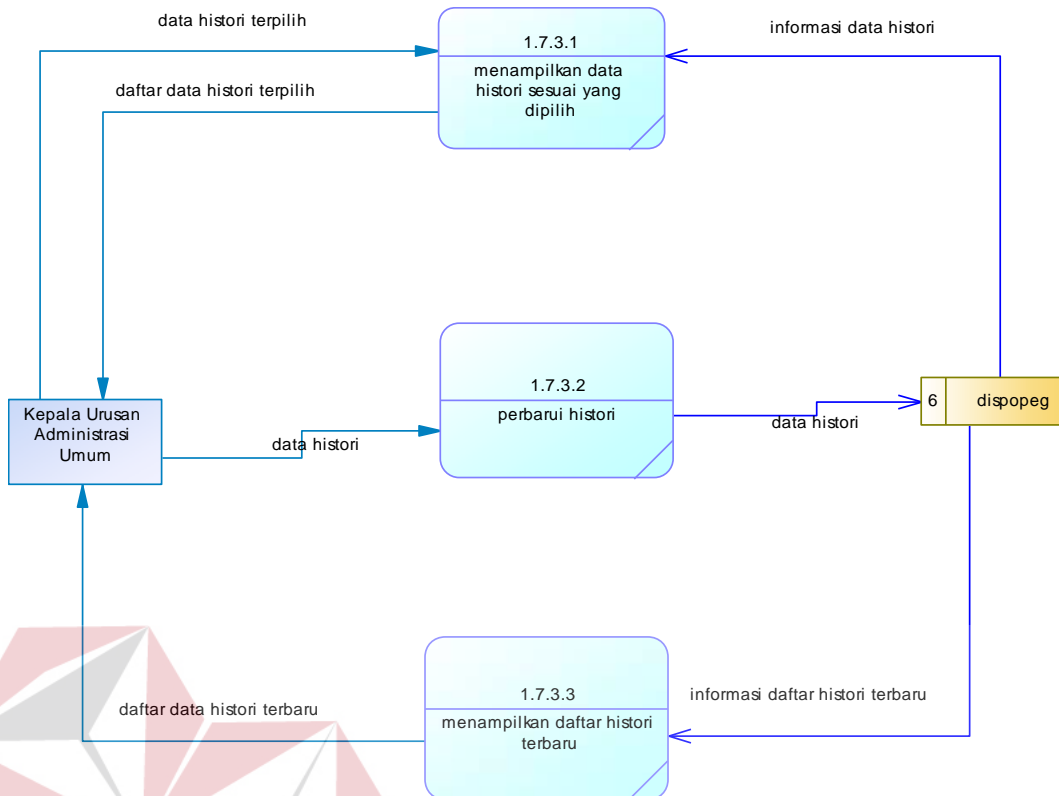 data histori terpilih
informasi data histori
1.7.3.1
menampilkan data
histori sesuai yang
dipilih
daftar data histori terpilih
1.7.3.2
perbarui histori
6
dispopeg
data histori
Kepala Urusan
Administrasi
Umum
data histori
1.7.3.3
menampilkan daftar histori
terbaru
informasi daftar histori terbaru
daftar data histori terbaru